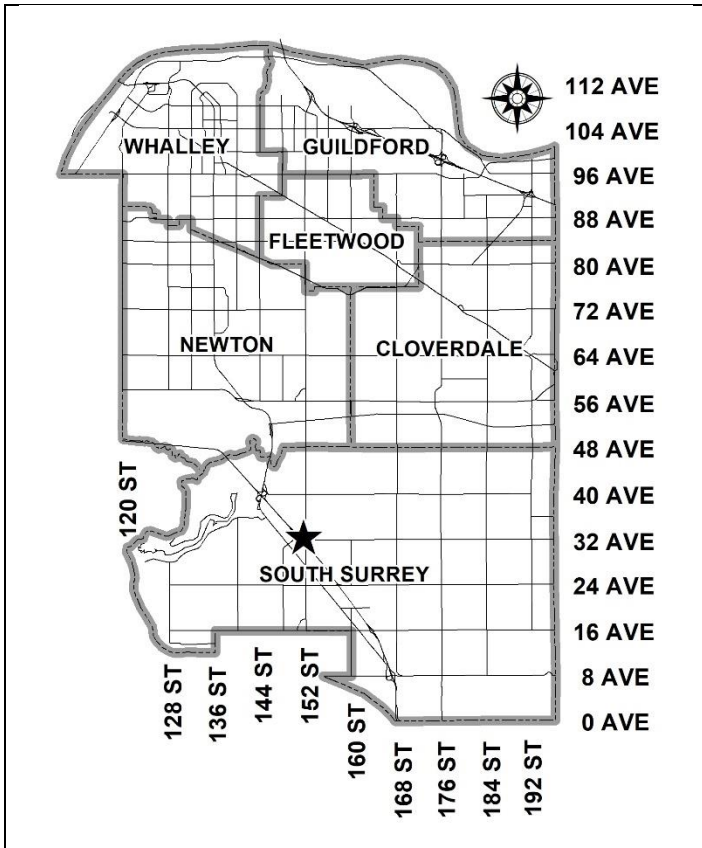 112 AVE
104 AVE
WHALLEY
GUILDFORD
96 AVE
88 AVE
FLEETWOOD
80 AVE
72 AVE
NEWTON
CLOVERDALE
64 AVE
56 AVE
48 AVE
120 ST
40 AVE
32 AVE
SOUTH SURREY
24 AVE
16 AVE
8 AVE
0 AVE
128 ST
136 ST
144 ST
152 ST
160 ST
168 ST
176 ST
184 ST
192 ST